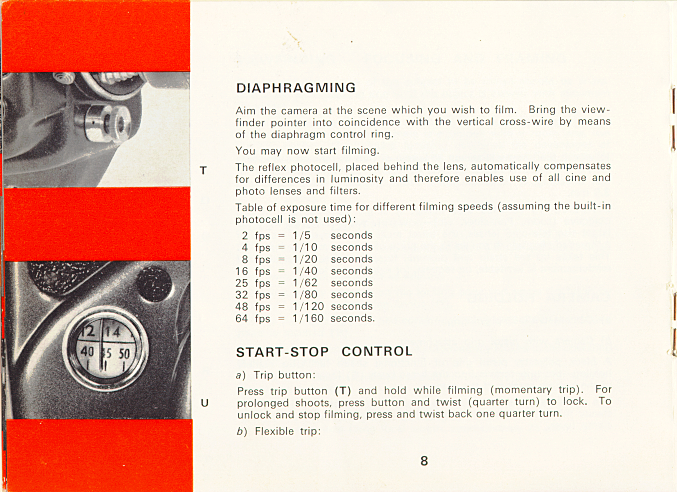 DIAPHRAGMING
Aim the camera at the scene which you wish to film. Bring the view-
finder pointer into coincidence with the vertical cross-wire by means
of the diaphragm control ring.
You may now start filming.
T
The reflex photocell, placed behind the lens, automatically compensates
for differences in luminosity and therefore enables use of all cine and
photo lenses and filters.
Table of exposure time for different filming speeds (assuming the built-in
photocell is not used):
2 fps = 1/5 seconds
4 fps = 1/10 seconds
8 fps = 1/20 seconds
16 fps = 1/40 seconds
25 fps = 1/62 seconds
32 fps = 1/80 seconds
48 fps = 1/120 seconds
64 fps = 1/160 seconds.
12 14
40 45 50
START-STOP CONTROL
a) Trip button:
Press trip button (T) and hold while filming (momentary trip). For
prolonged shoots, press button and twist (quarter turn) to lock. To
unlock and stop filming, press and twist back one quarter turn.
U
b) Flexible trip:
8